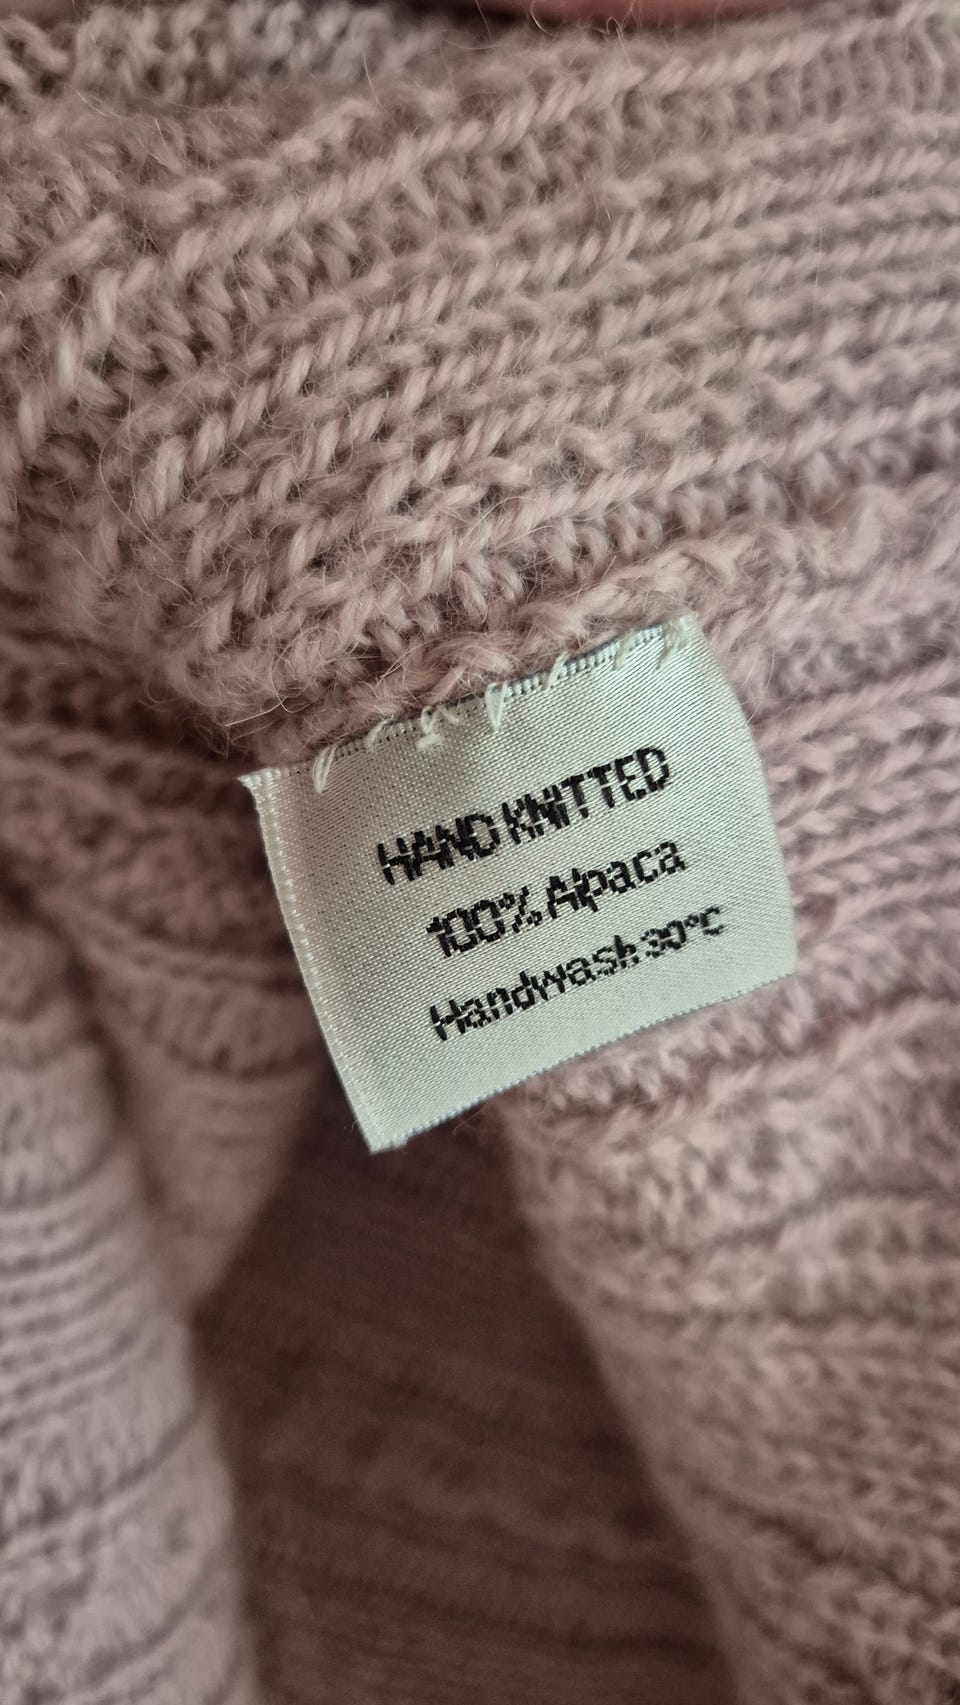 HAND KNITTED
100% Alpaca
Handwash 30°C